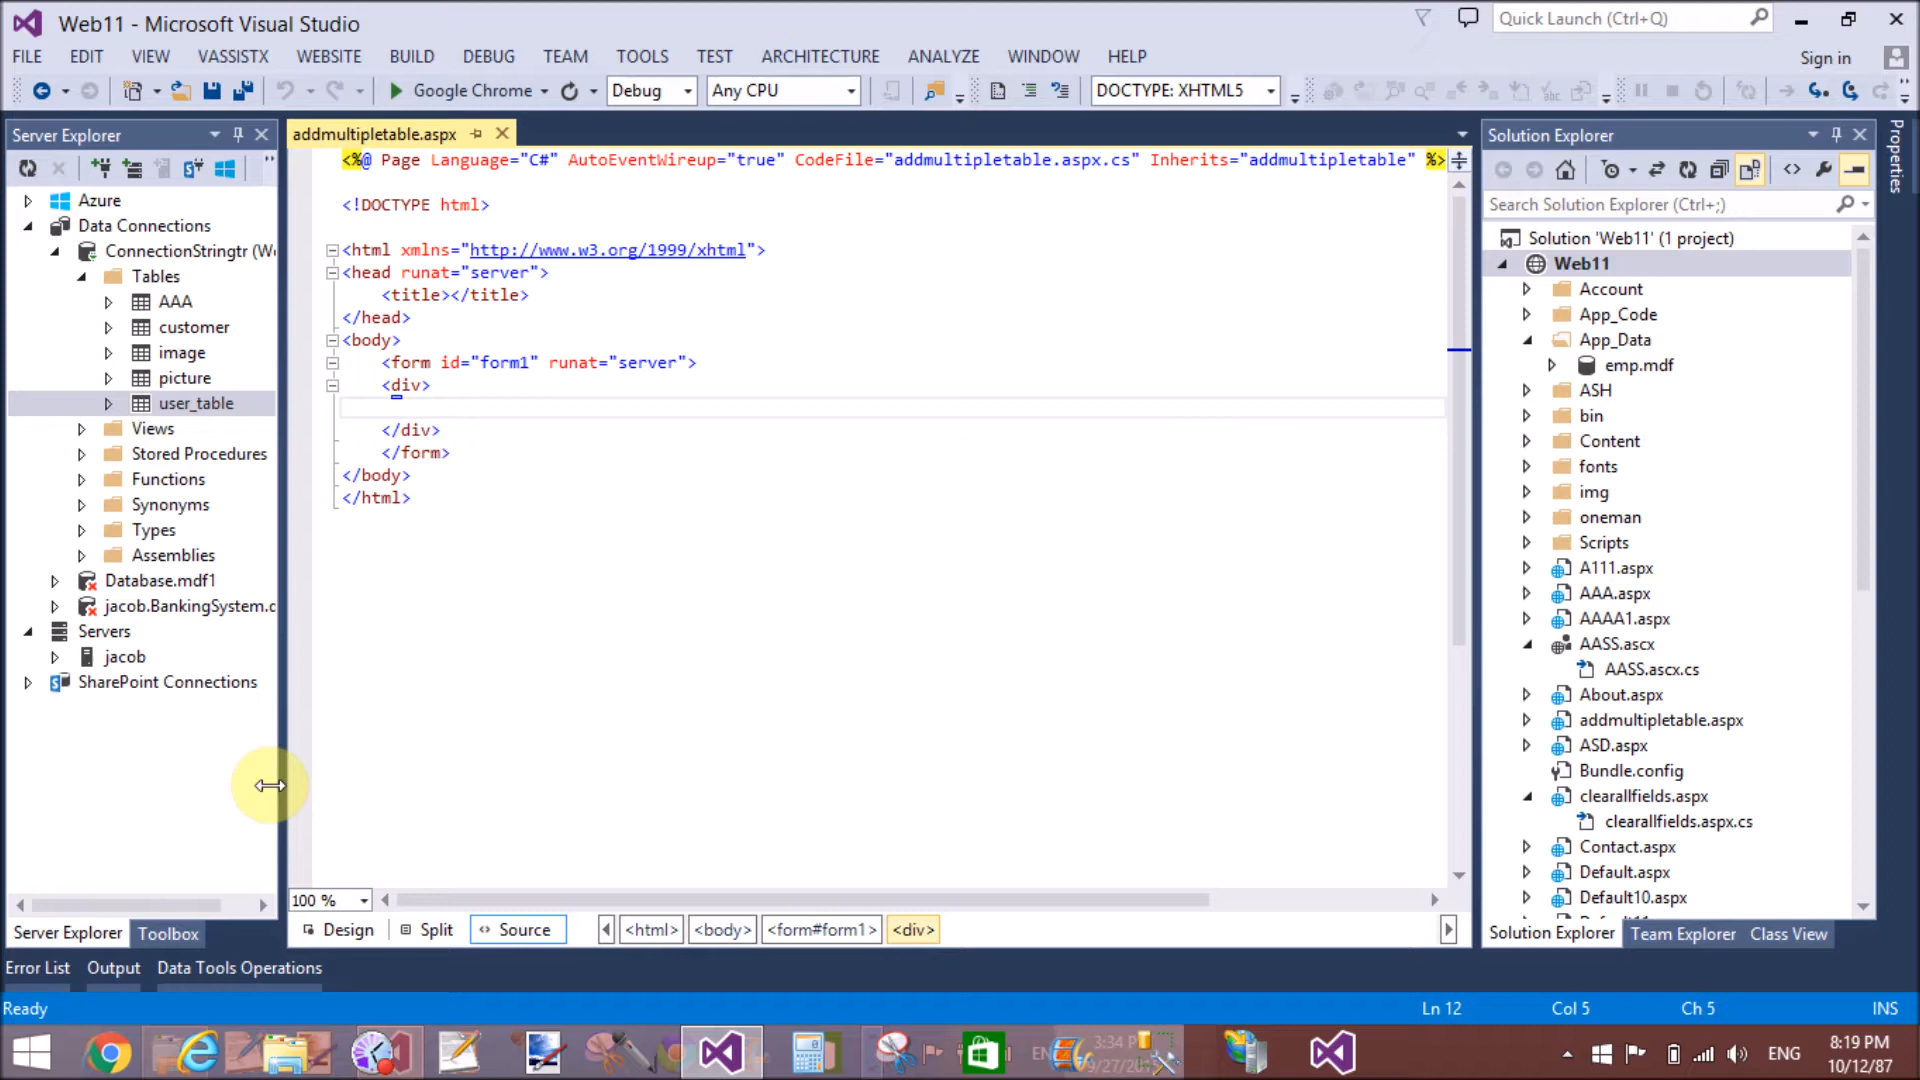 Web11 - Microsoft Visual Studio
Quick Launch (Ctrl+Q)
FILE EDIT VIEW VASSISTX WEBSITE BUILD DEBUG TEAM TOOLS TEST ARCHITECTURE ANALYZE WINDOW HELP
Sign in
Google Chrome Debug Any CPU DOCTYPE: XHTML5
Server Explorer
Azure
Data Connections
ConnectionStringtr (We
Tables
AAA
customer
image
picture
user_table
Views
Stored Procedures
Functions
Synonyms
Types
Assemblies
Database.mdf1
jacob.BankingSystem.c
Servers
jacob
SharePoint Connections
Server Explorer Toolbox
addmultipletable.aspx
<%@ Page Language="C#" AutoEventWireup="true" CodeFile="addmultipletable.aspx.cs" Inherits="addmultipletable" %>
<!DOCTYPE html>
<html xmlns="http://www.w3.org/1999/xhtml">
<head runat="server">
<title></title>
</head>
<body>
<form id="form1" runat="server">
<div>
</div>
</form>
</body>
</html>
100 %
Design Split Source <html> <body> <form#form1> <div>
Solution Explorer
Search Solution Explorer (Ctrl+;)
Solution 'Web11' (1 project)
Web11
Account
App_Code
App_Data
emp.mdf
ASH
bin
Content
fonts
img
oneman
Scripts
A111.aspx
AAA.aspx
AAAA1.aspx
AASS.ascx
AASS.ascx.cs
About.aspx
addmultipletable.aspx
ASD.aspx
Bundle.config
clearallfields.aspx
clearallfields.aspx.cs
Contact.aspx
Default.aspx
Default10.aspx
Solution Explorer Team Explorer Class View
Properties
Error List Output Data Tools Operations
Ready
Ln 12 Col 5 Ch 5 INS
3:34 P
ENG
8:19 PM
10/12/87